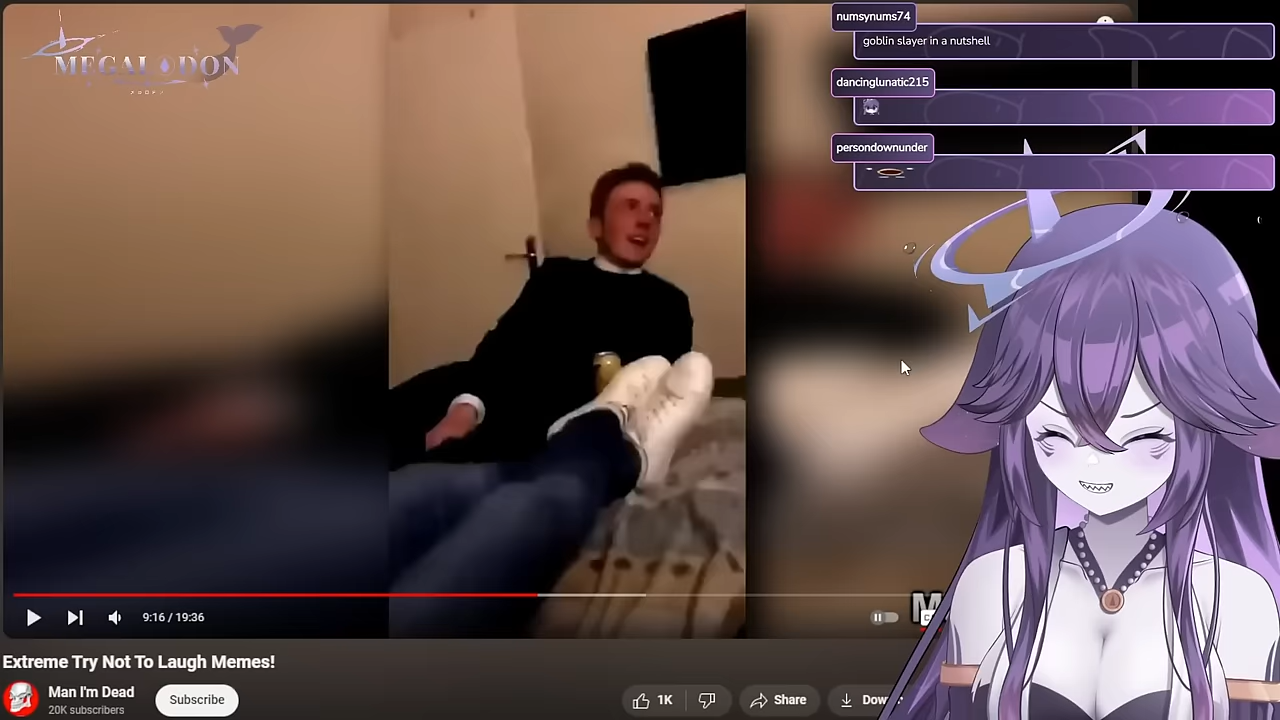 MEGALODON
numsynums74
goblin slayer in a nutshell
dancinglunatic215
persondownunder
9:16 / 19:36
Extreme Try Not To Laugh Memes!
Man I'm Dead
20K subscribers
Subscribe
1K
Share